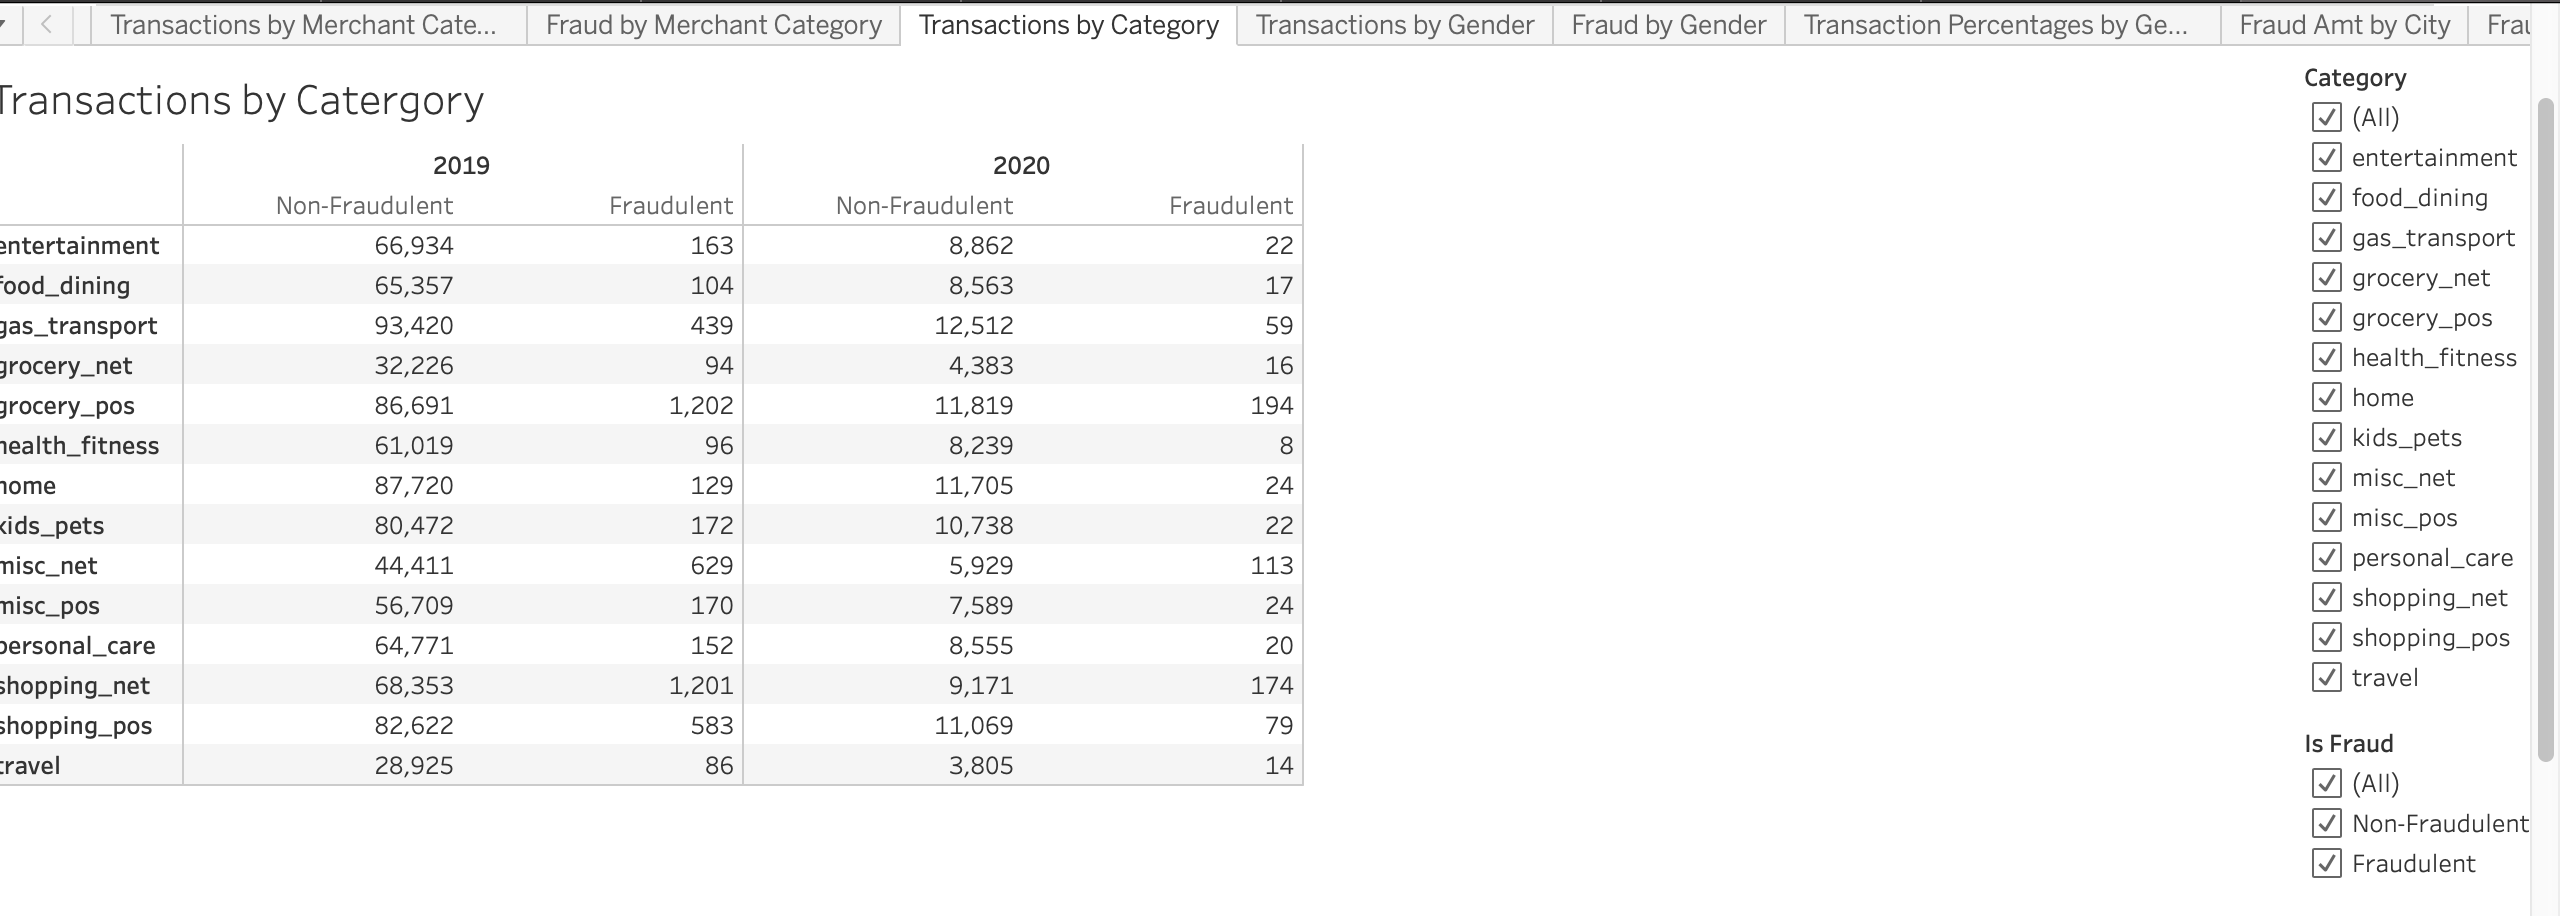 Transactions by Merchant Cate... Fraud by Merchant Category Transactions by Category Transactions by Gender Fraud by Gender Transaction Percentages by Ge... Fraud Amt by City
Transactions by Catergory
2019 2020
Non-Fraudulent Fraudulent Non-Fraudulent Fraudulent
entertainment 66,934 163 8,862 22
food_dining 65,357 104 8,563 17
gas_transport 93,420 439 12,512 59
grocery_net 32,226 94 4,383 16
grocery_pos 86,691 1,202 11,819 194
health_fitness 61,019 96 8,239 8
home 87,720 129 11,705 24
kids_pets 80,472 172 10,738 22
misc_net 44,411 629 5,929 113
misc_pos 56,709 170 7,589 24
personal_care 64,771 152 8,555 20
shopping_net 68,353 1,201 9,171 174
shopping_pos 82,622 583 11,069 79
travel 28,925 86 3,805 14
Category
(All)
entertainment
food_dining
gas_transport
grocery_net
grocery_pos
health_fitness
home
kids_pets
misc_net
misc_pos
personal_care
shopping_net
shopping_pos
travel
Is Fraud
(All)
Non-Fraudulent
Fraudulent